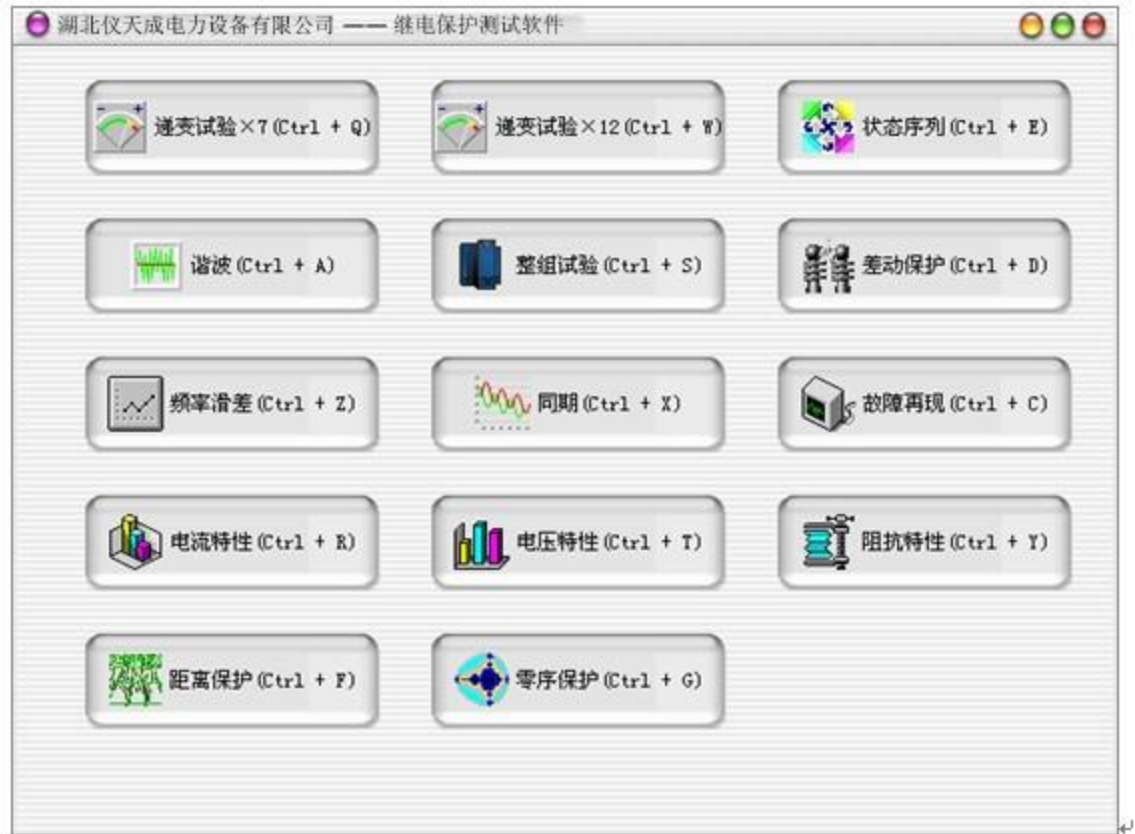 湖北仪天成电力设备有限公司 —— 继电保护测试软件
递变试验×7(Ctrl + Q)
递变试验×12(Ctrl + W)
状态序列(Ctrl + E)
谐波(Ctrl + A)
整组试验(Ctrl + S)
差动保护(Ctrl + D)
频率滑差(Ctrl + Z)
同期(Ctrl + X)
故障再现(Ctrl + C)
电流特性(Ctrl + R)
电压特性(Ctrl + T)
阻抗特性(Ctrl + Y)
距离保护(Ctrl + F)
零序保护(Ctrl + G)